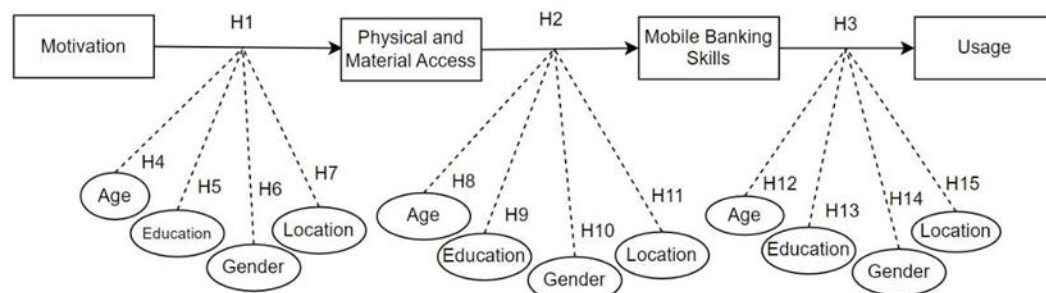 H1
H2
H3
Motivation
Physical and
Material Access
Mobile Banking
Skills
Usage
H4
H5
H6
H7
Age
Education
Gender
Location
H8
H9
H10
H11
Age
Education
Gender
Location
H12
H13
H14
H15
Age
Education
Gender
Location